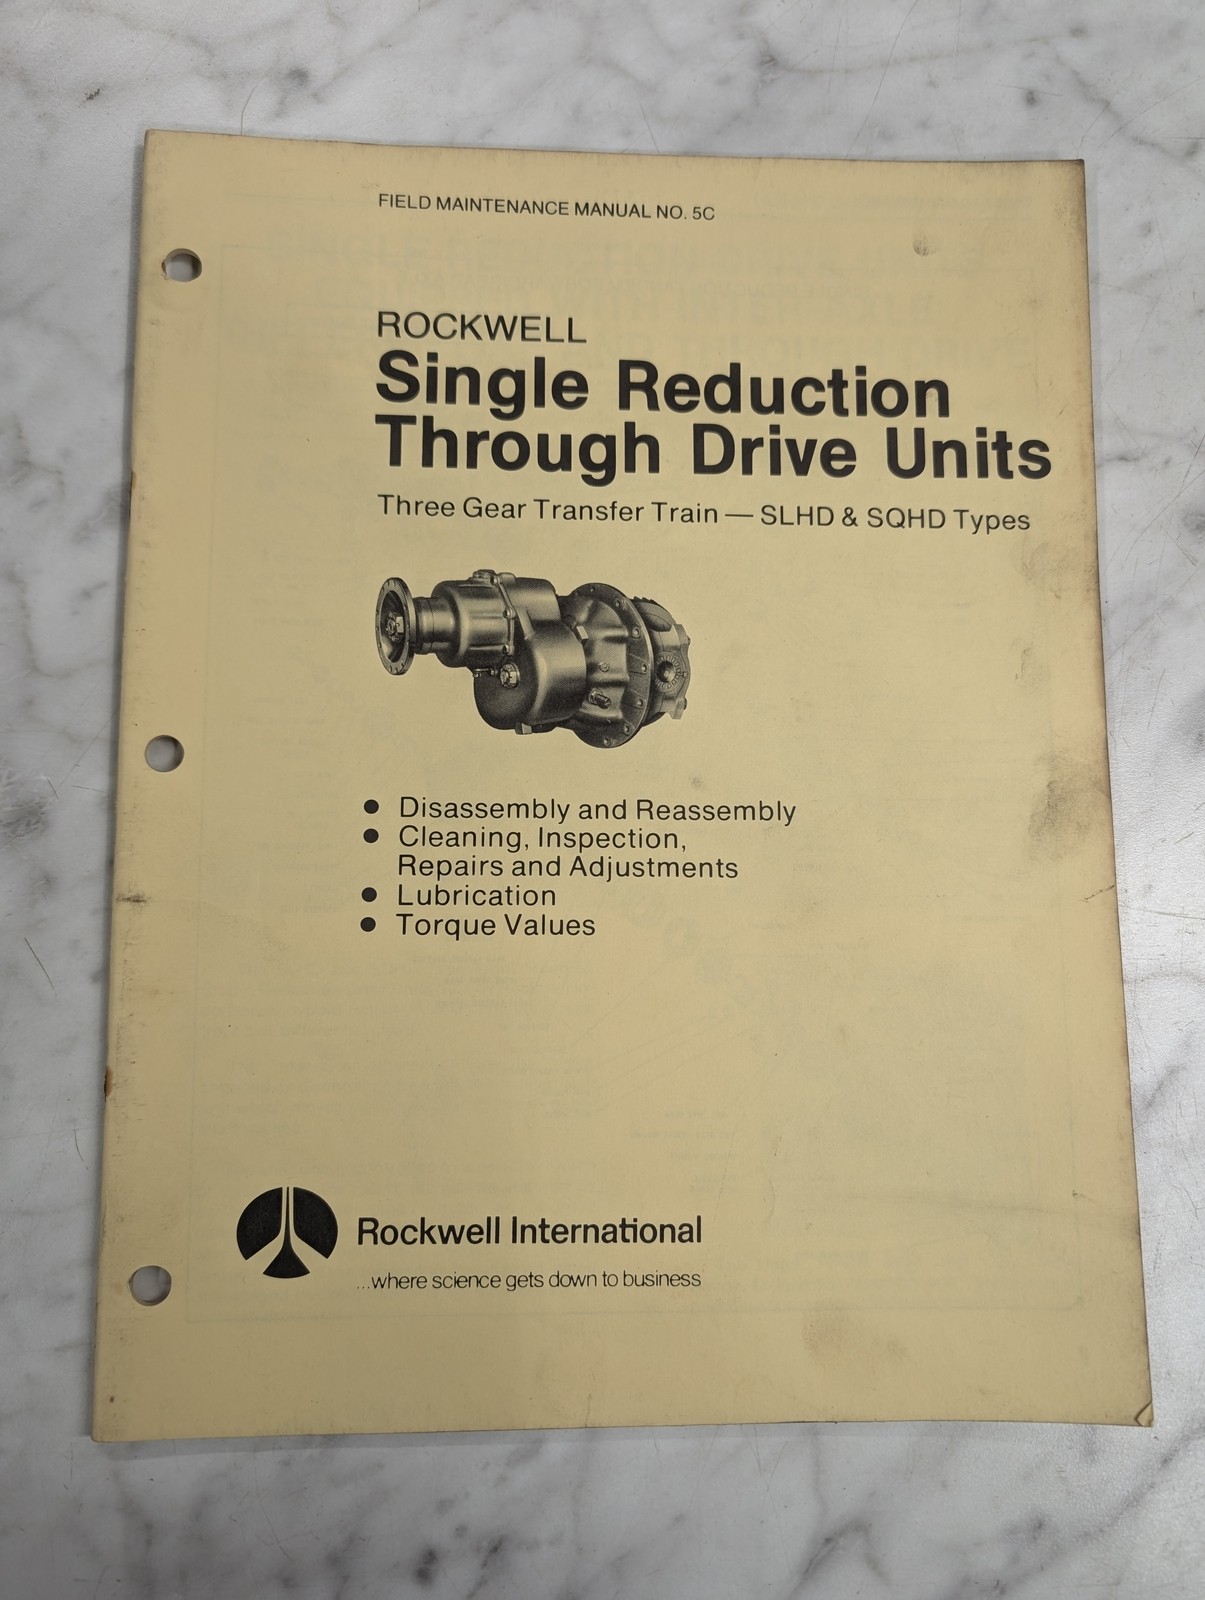 FIELD MAINTENANCE MANUAL NO. 5C
ROCKWELL
Single Reduction
Through Drive Units
Three Gear Transfer Train — SLHD & SQHD Types
● Disassembly and Reassembly
● Cleaning, Inspection,
Repairs and Adjustments
● Lubrication
● Torque Values
Rockwell International
...where science gets down to business